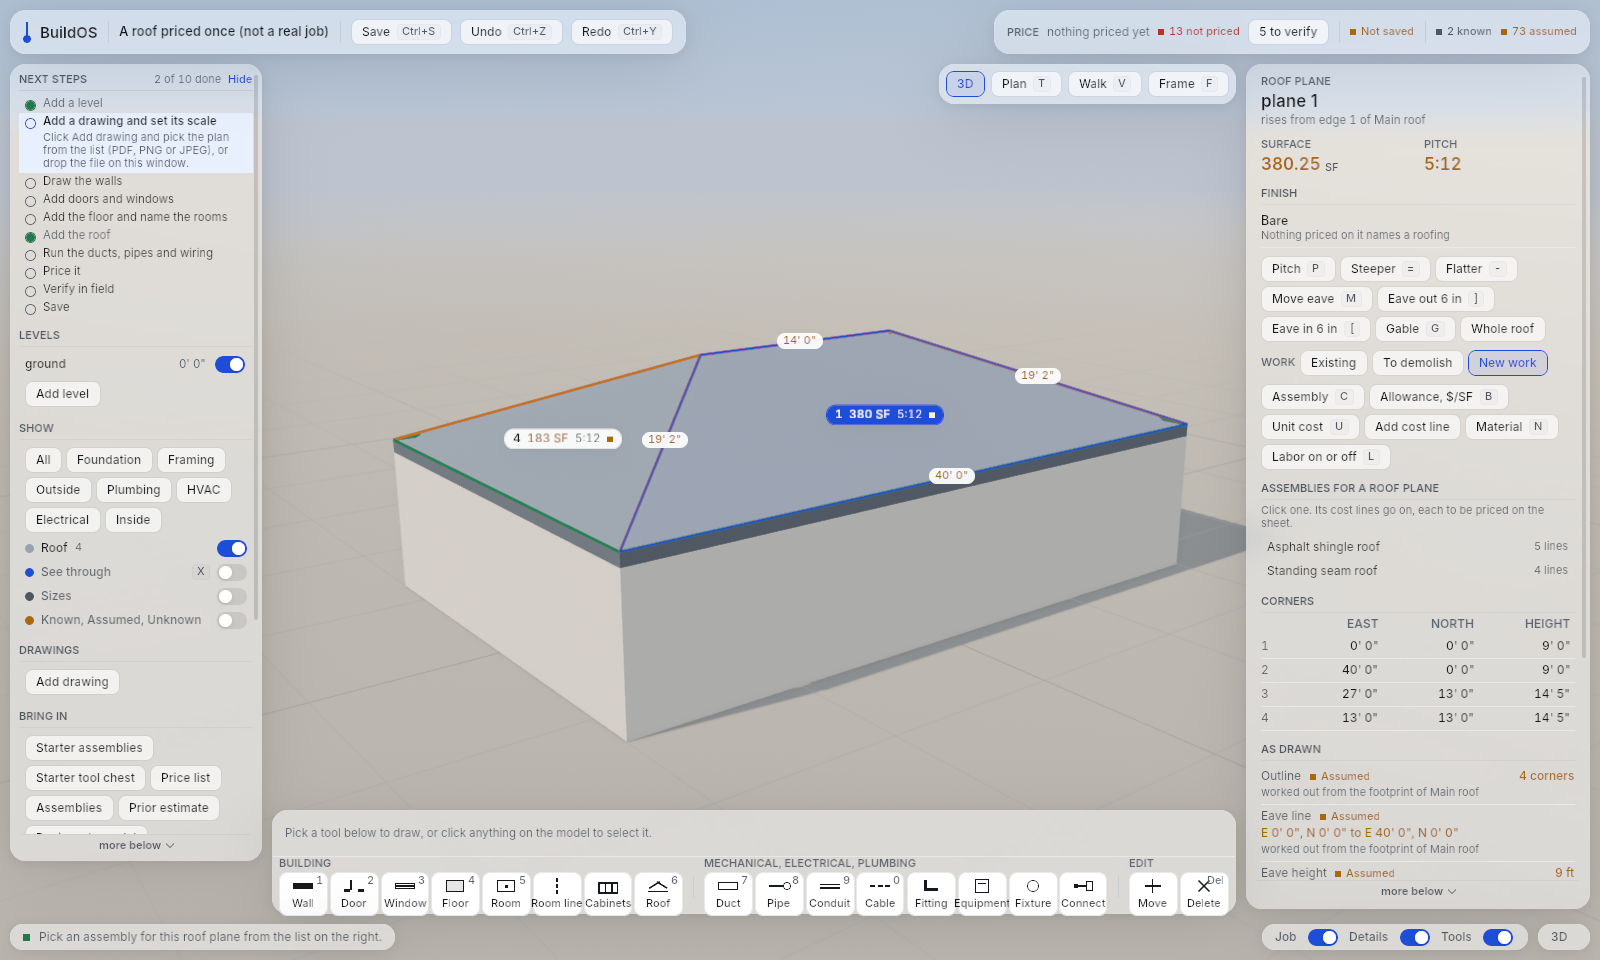 BuildOS
A roof priced once (not a real job)
Save Ctrl+S
Undo Ctrl+Z
Redo Ctrl+Y
PRICE nothing priced yet 13 not priced
5 to verify
Not saved
2 known
73 assumed
NEXT STEPS 2 of 10 done Hide
Add a level
Add a drawing and set its scale
Click Add drawing and pick the plan
from the list (PDF, PNG or JPEG), or
drop the file on this window.
Draw the walls
Add doors and windows
Add the floor and name the rooms
Add the roof
Run the ducts, pipes and wiring
Price it
Verify in field
Save
LEVELS
ground 0' 0"
Add level
SHOW
All Foundation Framing
Outside Plumbing HVAC
Electrical Inside
Roof 4
See through X
Sizes
Known, Assumed, Unknown
DRAWINGS
Add drawing
BRING IN
Starter assemblies
Starter tool chest Price list
Assemblies Prior estimate
more below
3D Plan T Walk V Frame F
14' 0"
19' 2"
1 380 SF 5:12
4 183 SF 5:12
19' 2"
40' 0"
ROOF PLANE
plane 1
rises from edge 1 of Main roof
SURFACE PITCH
380.25 SF 5:12
FINISH
Bare
Nothing priced on it names a roofing
Pitch P Steeper = Flatter -
Move eave M Eave out 6 in ]
Eave in 6 in [ Gable G Whole roof
WORK Existing To demolish New work
Assembly C Allowance, $/SF B
Unit cost U Add cost line Material N
Labor on or off L
ASSEMBLIES FOR A ROOF PLANE
Click one. Its cost lines go on, each to be priced on the
sheet.
Asphalt shingle roof 5 lines
Standing seam roof 4 lines
CORNERS
EAST NORTH HEIGHT
1 0' 0" 0' 0" 9' 0"
2 40' 0" 0' 0" 9' 0"
3 27' 0" 13' 0" 14' 5"
4 13' 0" 13' 0" 14' 5"
AS DRAWN
Outline Assumed 4 corners
worked out from the footprint of Main roof
Eave line Assumed
E 0' 0", N 0' 0" to E 40' 0", N 0' 0"
worked out from the footprint of Main roof
Eave height Assumed 9 ft
more below
Pick a tool below to draw, or click anything on the model to select it.
BUILDING
1 Wall
2 Door
3 Window
4 Floor
5 Room
Room line
Cabinets
6 Roof
MECHANICAL, ELECTRICAL, PLUMBING
7 Duct
8 Pipe
9 Conduit
0 Cable
Fitting
Equipment
Fixture
Connect
EDIT
Move
Del Delete
Pick an assembly for this roof plane from the list on the right.
Job Details Tools 3D